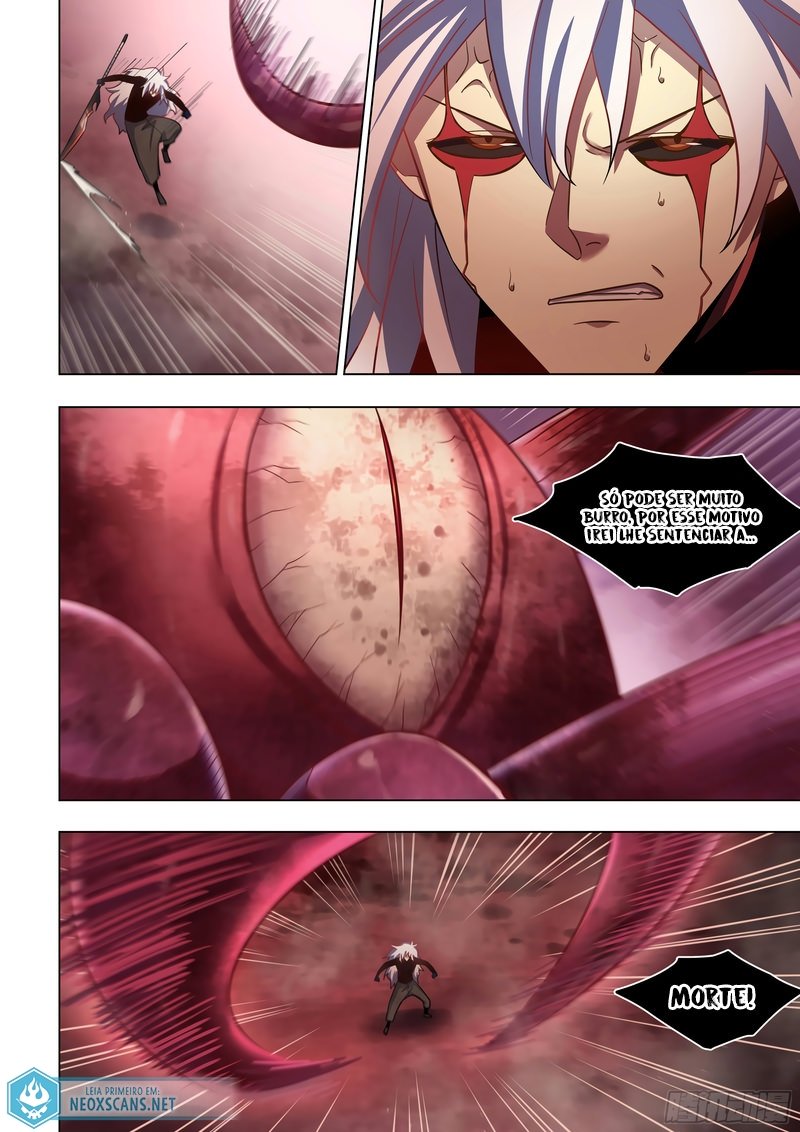 SÓ PODE SER MUITO
BURRO, POR ESSE MOTIVO
IREI LHE SENTENCIAR A...
MORTE!
LEIA PRIMEIRO EM:
NEOXSCANS.NET